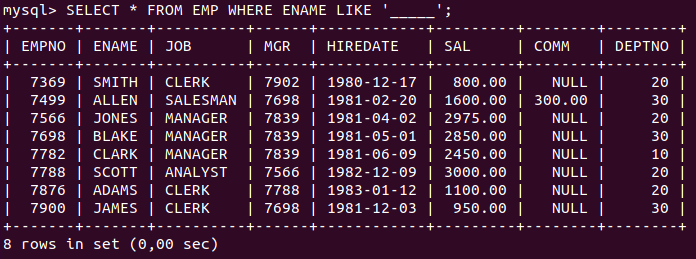 mysql> SELECT * FROM EMP WHERE ENAME LIKE '_____';
+-------+-------+----------+------+------------+---------+--------+--------+
| EMPNO | ENAME | JOB      | MGR  | HIREDATE   | SAL     | COMM   | DEPTNO |
+-------+-------+----------+------+------------+---------+--------+--------+
|  7369 | SMITH | CLERK    | 7902 | 1980-12-17 |  800.00 |   NULL |     20 |
|  7499 | ALLEN | SALESMAN | 7698 | 1981-02-20 | 1600.00 | 300.00 |     30 |
|  7566 | JONES | MANAGER  | 7839 | 1981-04-02 | 2975.00 |   NULL |     20 |
|  7698 | BLAKE | MANAGER  | 7839 | 1981-05-01 | 2850.00 |   NULL |     30 |
|  7782 | CLARK | MANAGER  | 7839 | 1981-06-09 | 2450.00 |   NULL |     10 |
|  7788 | SCOTT | ANALYST  | 7566 | 1982-12-09 | 3000.00 |   NULL |     20 |
|  7876 | ADAMS | CLERK    | 7788 | 1983-01-12 | 1100.00 |   NULL |     20 |
|  7900 | JAMES | CLERK    | 7698 | 1981-12-03 |  950.00 |   NULL |     30 |
+-------+-------+----------+------+------------+---------+--------+--------+
8 rows in set (0,00 sec)